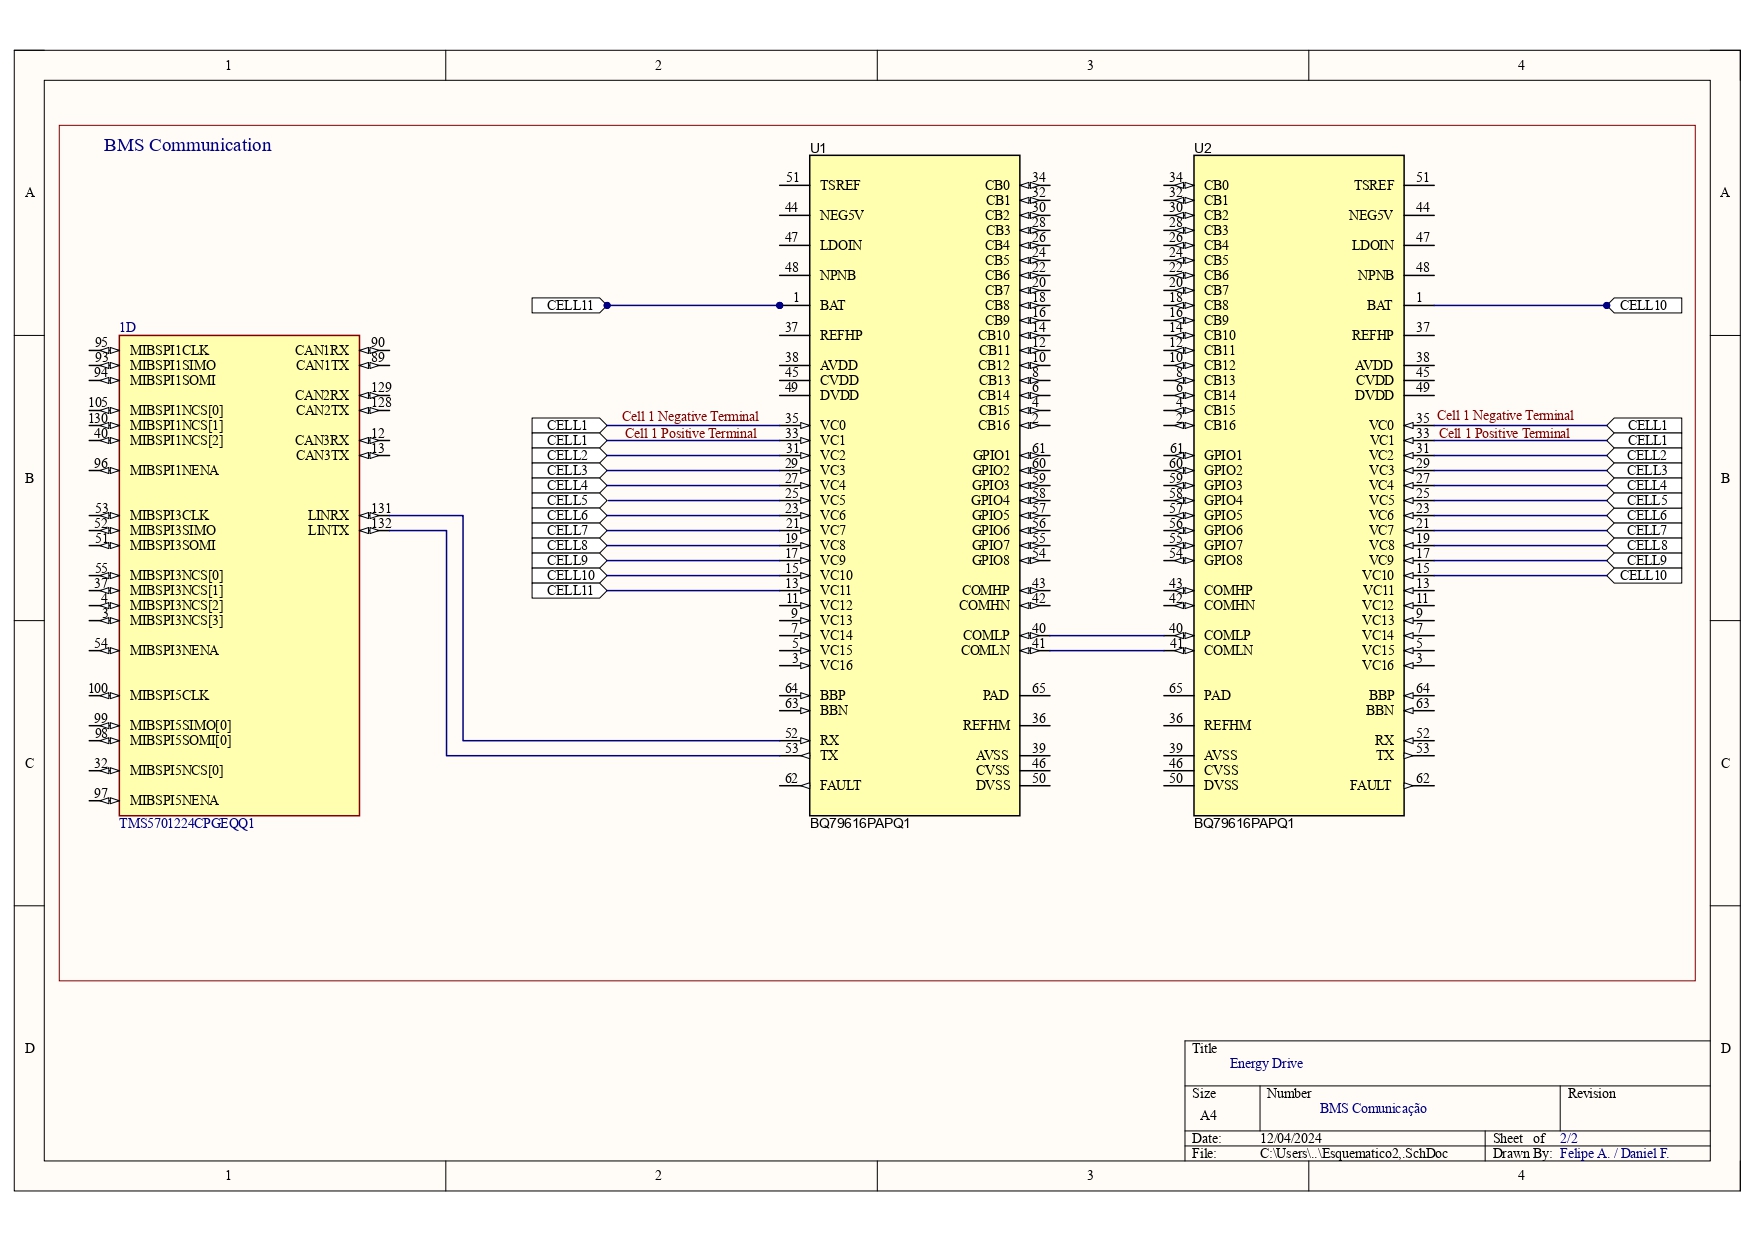 1 2 3 4
A A
B B
C C
D D
BMS Communication
1D
95 MIBSPI1CLK CAN1RX 90
93 MIBSPI1SIMO CAN1TX 89
94 MIBSPI1SOMI
CAN2RX 129
105 MIBSPI1NCS[0] CAN2TX 128
130 MIBSPI1NCS[1]
40 MIBSPI1NCS[2] CAN3RX 12
CAN3TX 13
96 MIBSPI1NENA
53 MIBSPI3CLK LINRX 131
52 MIBSPI3SIMO LINTX 132
51 MIBSPI3SOMI
55 MIBSPI3NCS[0]
37 MIBSPI3NCS[1]
4 MIBSPI3NCS[2]
3 MIBSPI3NCS[3]
54 MIBSPI3NENA
100 MIBSPI5CLK
99 MIBSPI5SIMO[0]
98 MIBSPI5SOMI[0]
32 MIBSPI5NCS[0]
97 MIBSPI5NENA
TMS5701224CPGEQQ1
CELL11
Cell 1 Negative Terminal
CELL1
Cell 1 Positive Terminal
CELL1
CELL2
CELL3
CELL4
CELL5
CELL6
CELL7
CELL8
CELL9
CELL10
CELL11
U1
51 TSREF CB0 34
CB1 32
44 NEG5V CB2 30
CB3 28
47 LDOIN CB4 26
CB5 24
48 NPNB CB6 22
CB7 20
1 BAT CB8 18
CB9 16
37 REFHP CB10 14
CB11 12
38 AVDD CB12 10
45 CVDD CB13 8
49 DVDD CB14 6
CB15 4
35 VC0 CB16 2
33 VC1
31 VC2 GPIO1 61
29 VC3 GPIO2 60
27 VC4 GPIO3 59
25 VC5 GPIO4 58
23 VC6 GPIO5 57
21 VC7 GPIO6 56
19 VC8 GPIO7 55
17 VC9 GPIO8 54
15 VC10
13 VC11 COMHP 43
11 VC12 COMHN 42
9 VC13
7 VC14 COMLP 40
5 VC15 COMLN 41
3 VC16
64 BBP PAD 65
63 BBN
REFHM 36
52 RX
53 TX AVSS 39
CVSS 46
62 FAULT DVSS 50
BQ79616PAPQ1
U2
34 CB0 TSREF 51
32 CB1
30 CB2 NEG5V 44
28 CB3
26 CB4 LDOIN 47
24 CB5
22 CB6 NPNB 48
20 CB7
18 CB8 BAT 1
16 CB9
14 CB10 REFHP 37
12 CB11
10 CB12 AVDD 38
8 CB13 CVDD 45
6 CB14 DVDD 49
4 CB15
2 CB16 VC0 35
VC1 33
61 GPIO1 VC2 31
60 GPIO2 VC3 29
59 GPIO3 VC4 27
58 GPIO4 VC5 25
57 GPIO5 VC6 23
56 GPIO6 VC7 21
55 GPIO7 VC8 19
54 GPIO8 VC9 17
VC10 15
43 COMHP VC11 13
42 COMHN VC12 11
VC13 9
40 COMLP VC14 7
41 COMLN VC15 5
VC16 3
65 PAD BBP 64
BBN 63
36 REFHM
RX 52
39 AVSS TX 53
46 CVSS
50 DVSS FAULT 62
BQ79616PAPQ1
CELL10
Cell 1 Negative Terminal
CELL1
Cell 1 Positive Terminal
CELL1
CELL2
CELL3
CELL4
CELL5
CELL6
CELL7
CELL8
CELL9
CELL10
Title
Energy Drive
Size Number Revision
A4 BMS Comunicação
Date: 12/04/2024 Sheet of 2/2
File: C:\Users\..\Esquematico2,.SchDoc Drawn By: Felipe A. / Daniel F.
1 2 3 4